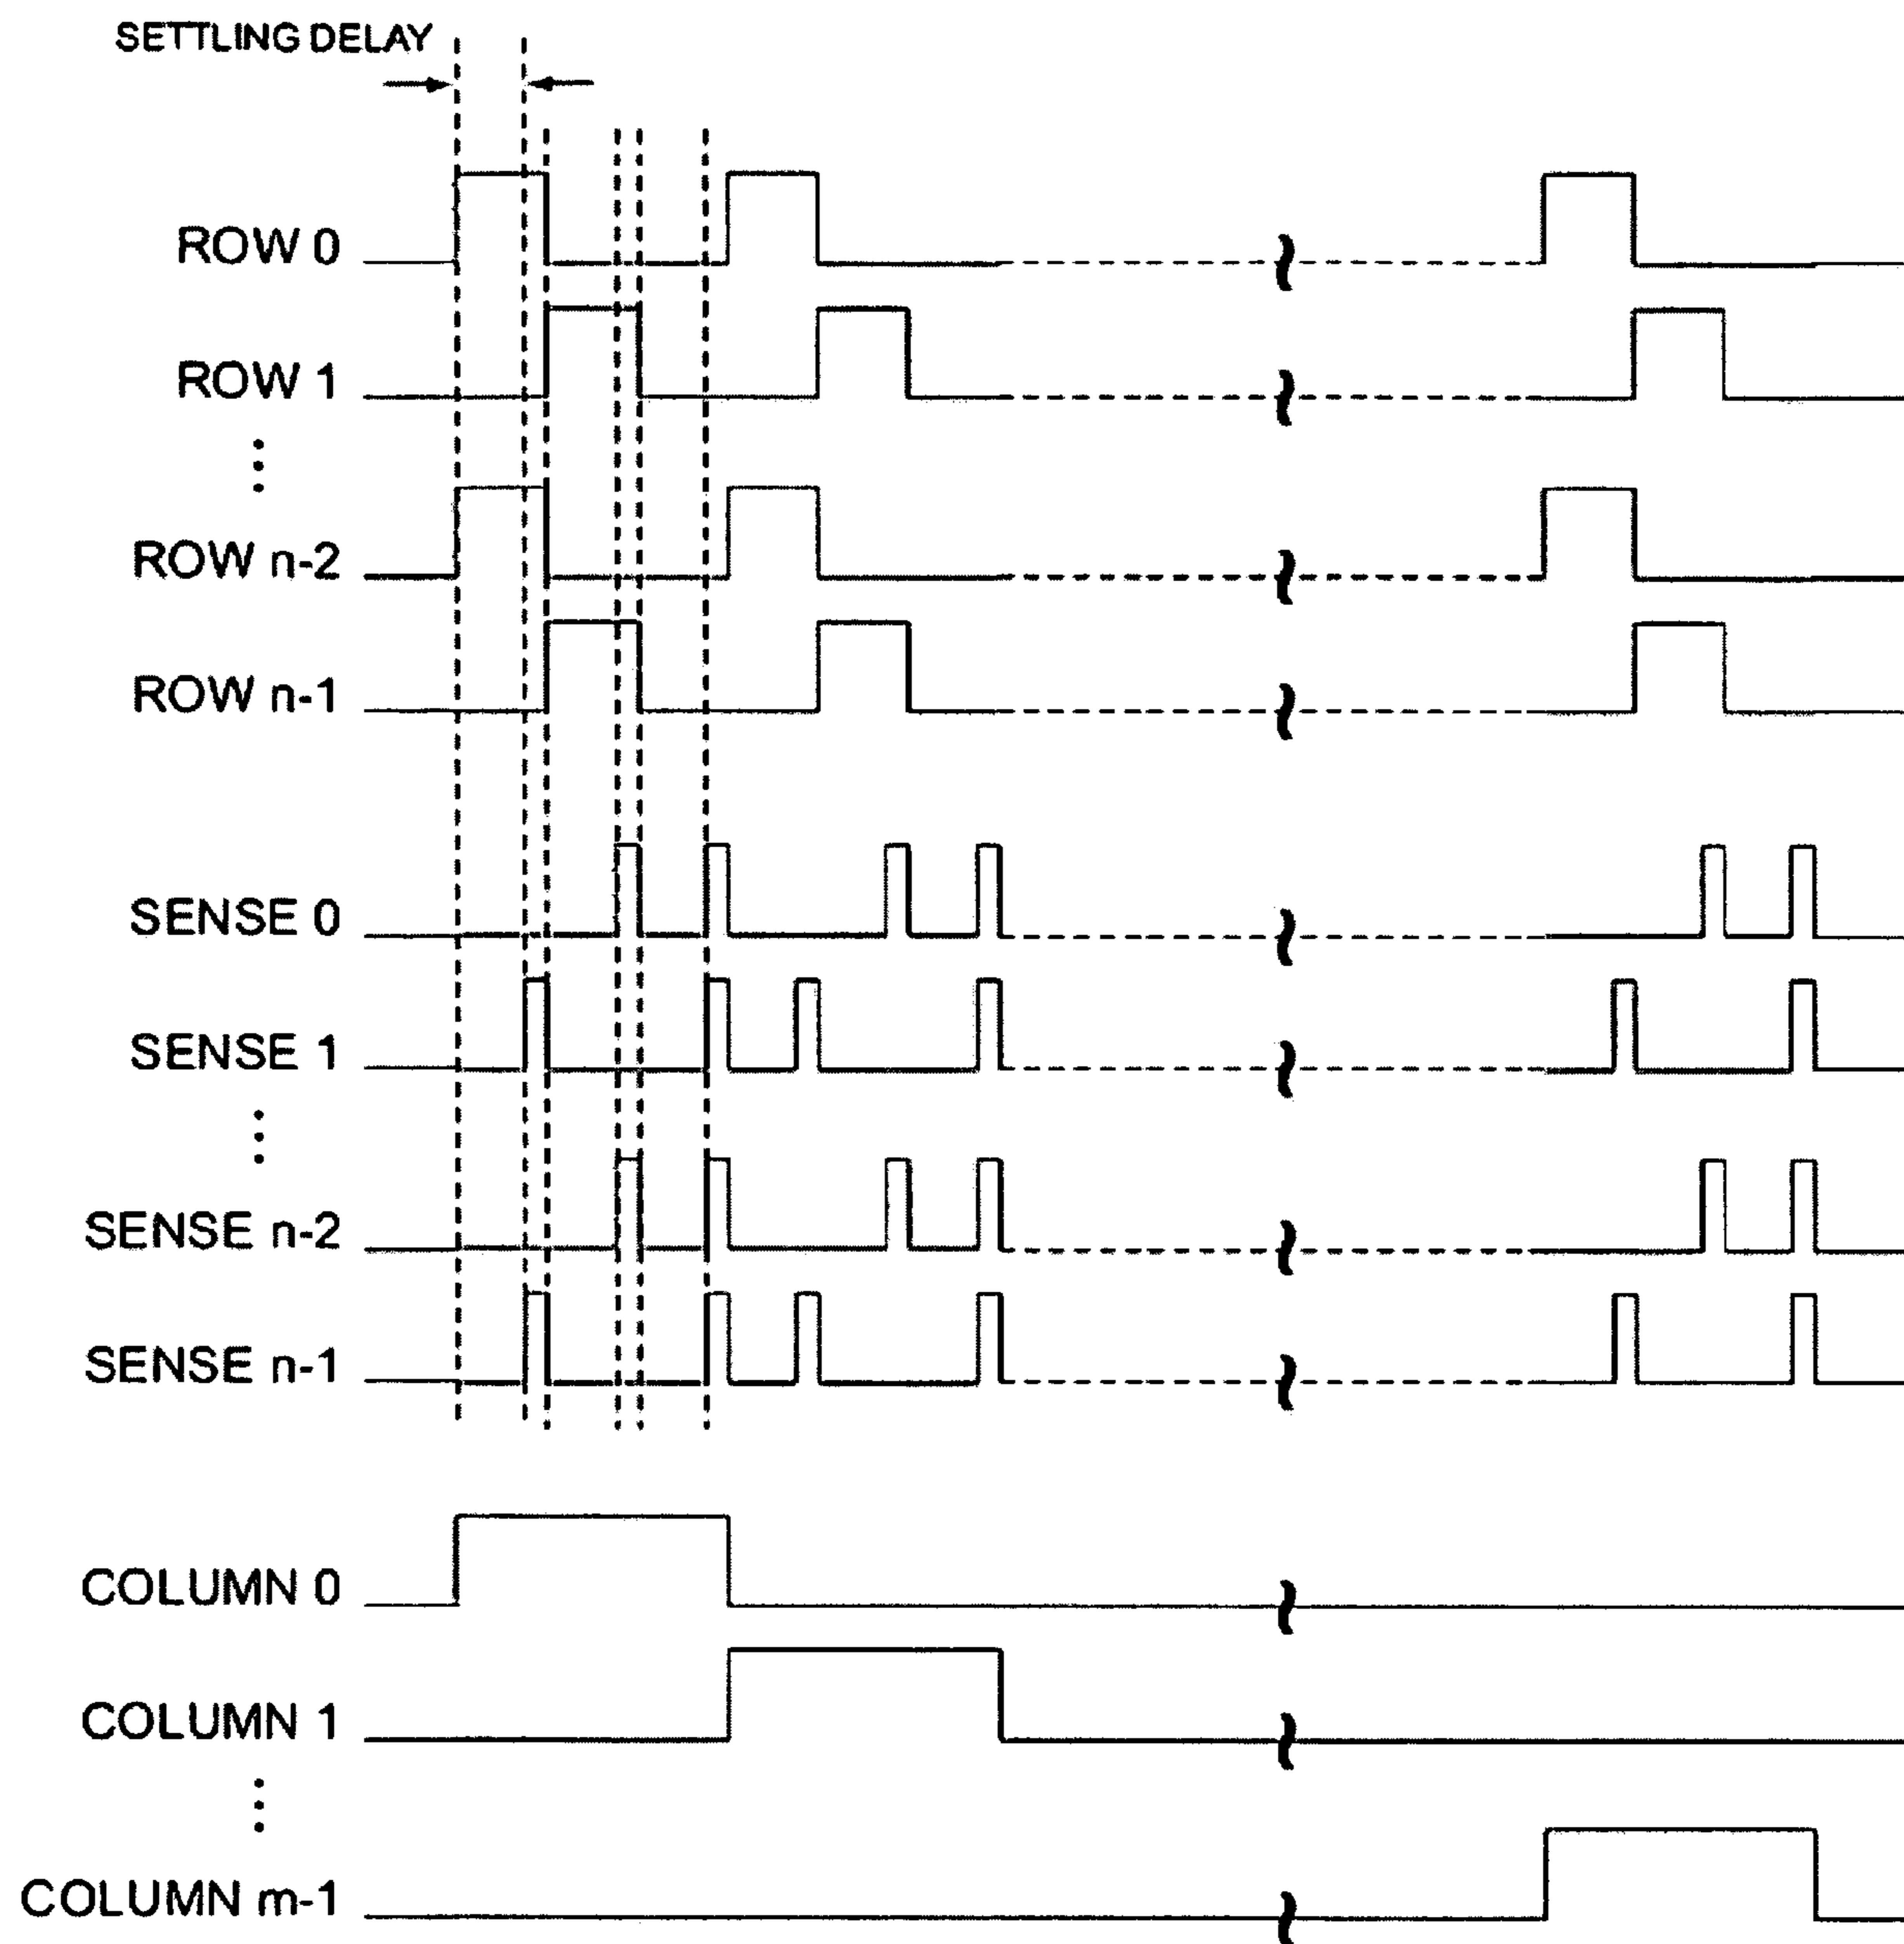 SETTLING DELAY
ROW 0
ROW 1
ROW n-2
ROW n-1
SENSE 0
SENSE 1
SENSE n-2
SENSE n-1
COLUMN 0
COLUMN 1
COLUMN m-1